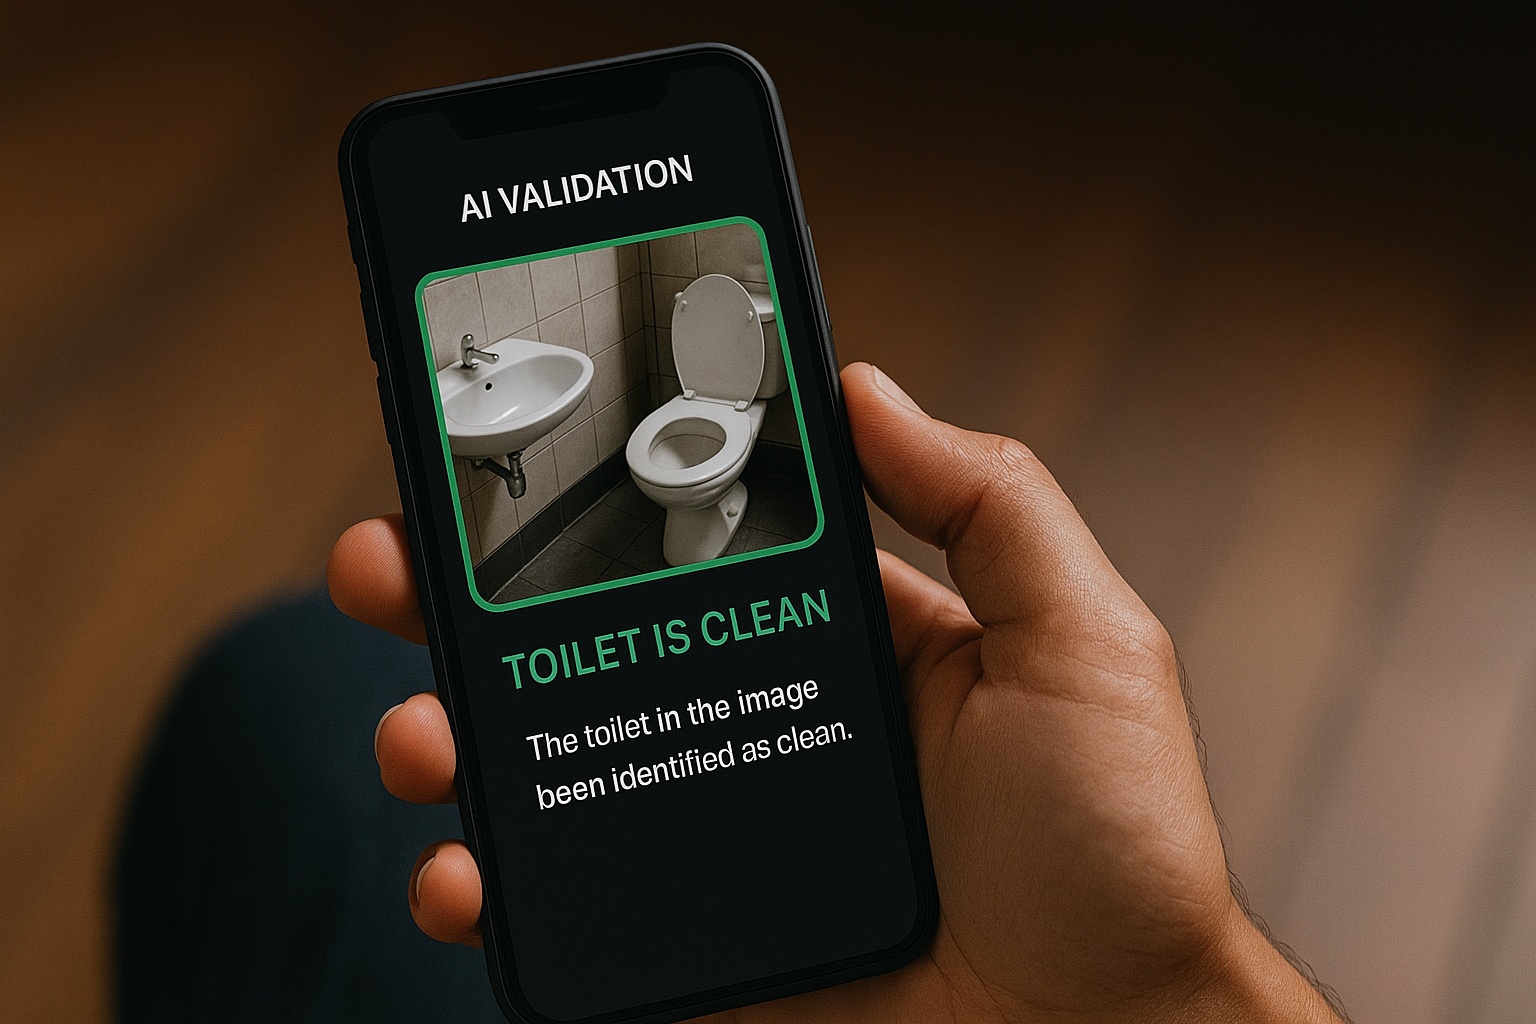 AI VALIDATION
TOILET IS CLEAN
The toilet in the image
been identified as clean.